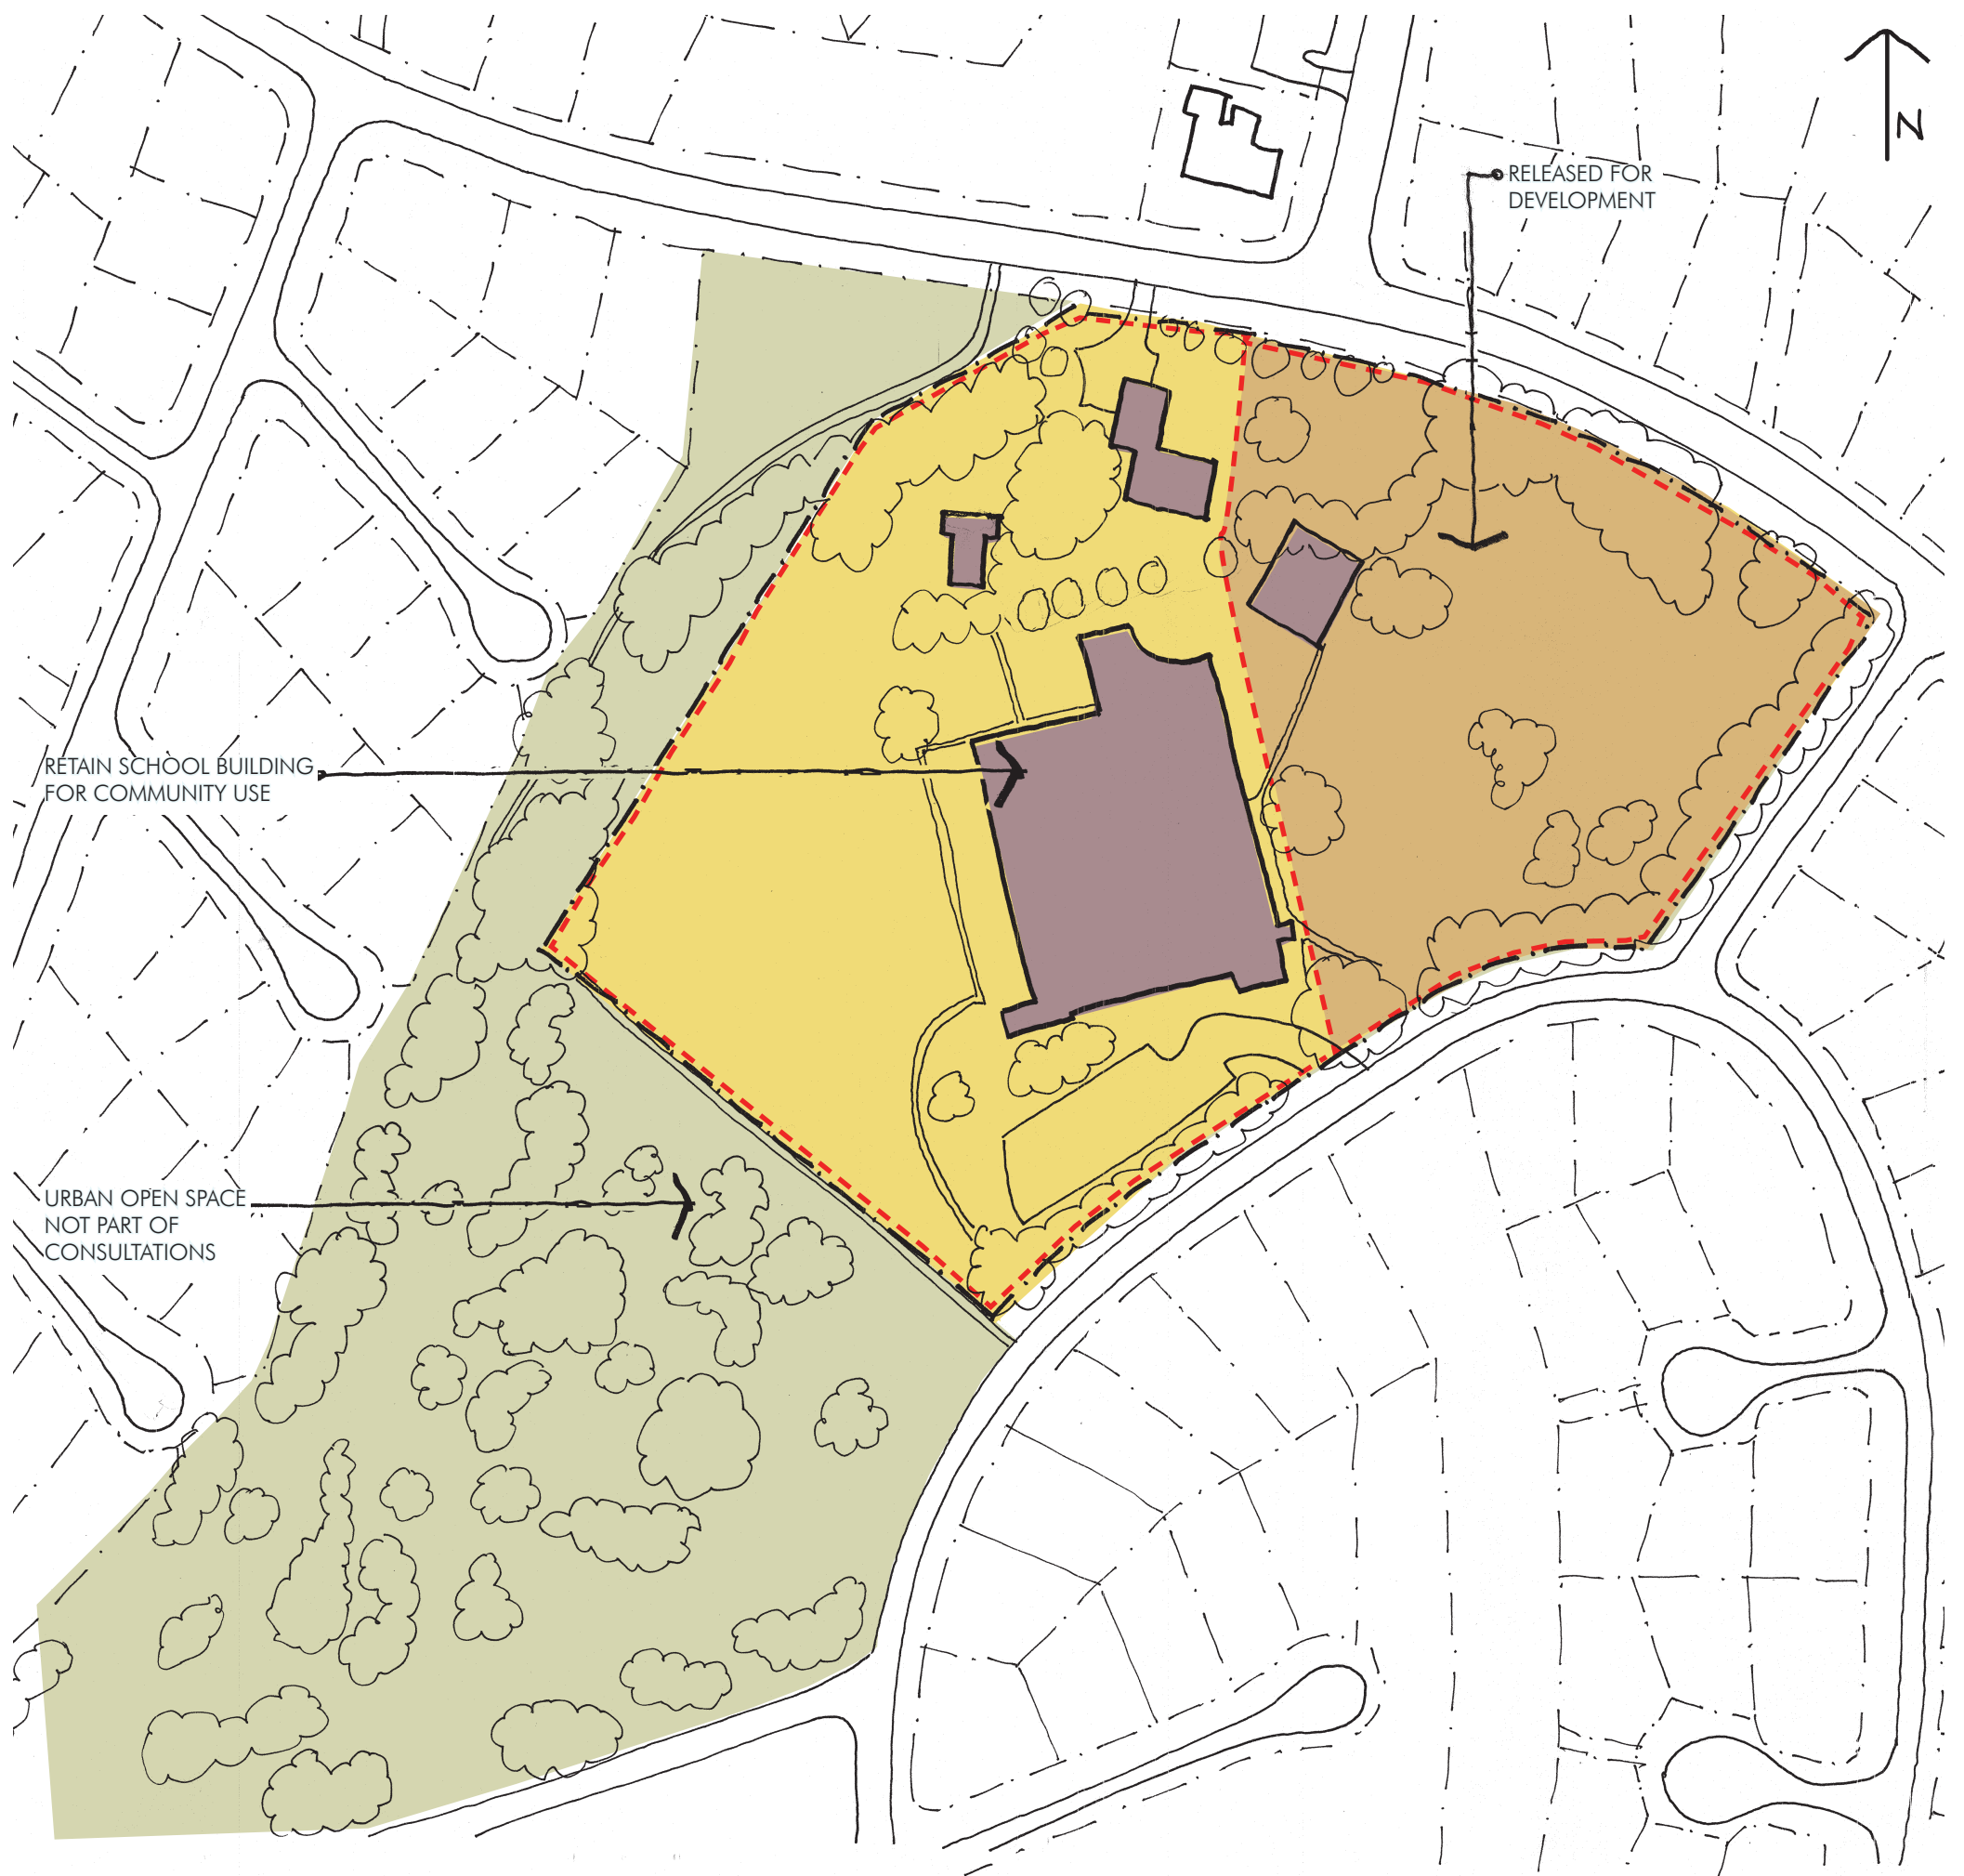 N
RELEASED FOR
DEVELOPMENT
RETAIN SCHOOL BUILDING
FOR COMMUNITY USE
URBAN OPEN SPACE
NOT PART OF
CONSULTATIONS